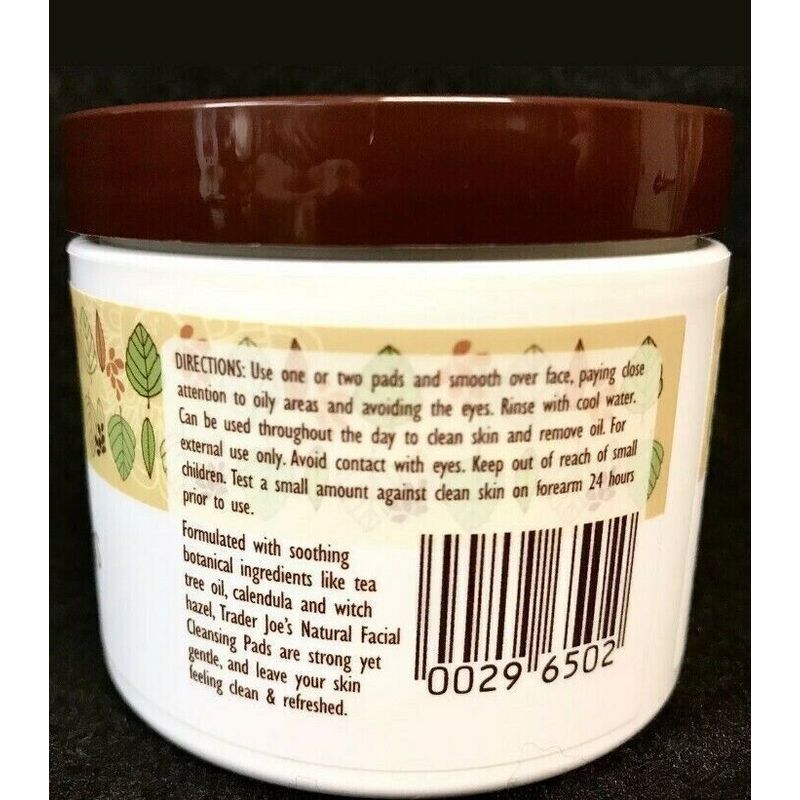 DIRECTIONS: Use one or two pads and smooth over face, paying close
attention to oily areas and avoiding the eyes. Rinse with cool water.
Can be used throughout the day to clean skin and remove oil. For
external use only. Avoid contact with eyes. Keep out of reach of small
children. Test a small amount against clean skin on forearm 24 hours
prior to use.
Formulated with soothing
botanical ingredients like tea
tree oil, calendula and witch
hazel, Trader Joe's Natural Facial
Cleansing Pads are strong yet
gentle, and leave your skin
feeling clean & refreshed.
0029 6502